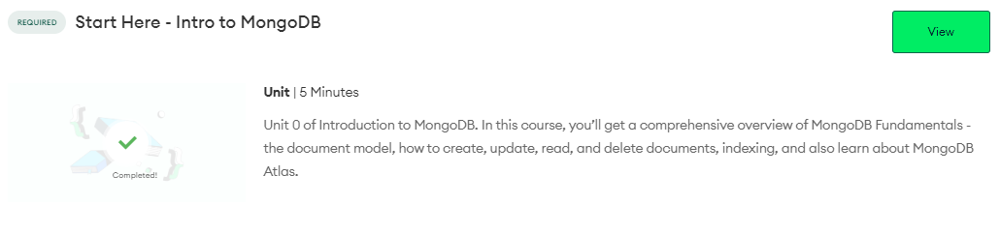 REQUIRED Start Here - Intro to MongoDB
View
Unit | 5 Minutes
Unit 0 of Introduction to MongoDB. In this course, you’ll get a comprehensive overview of MongoDB Fundamentals -
the document model, how to create, update, read, and delete documents, indexing, and also learn about MongoDB
Atlas.
Completed!